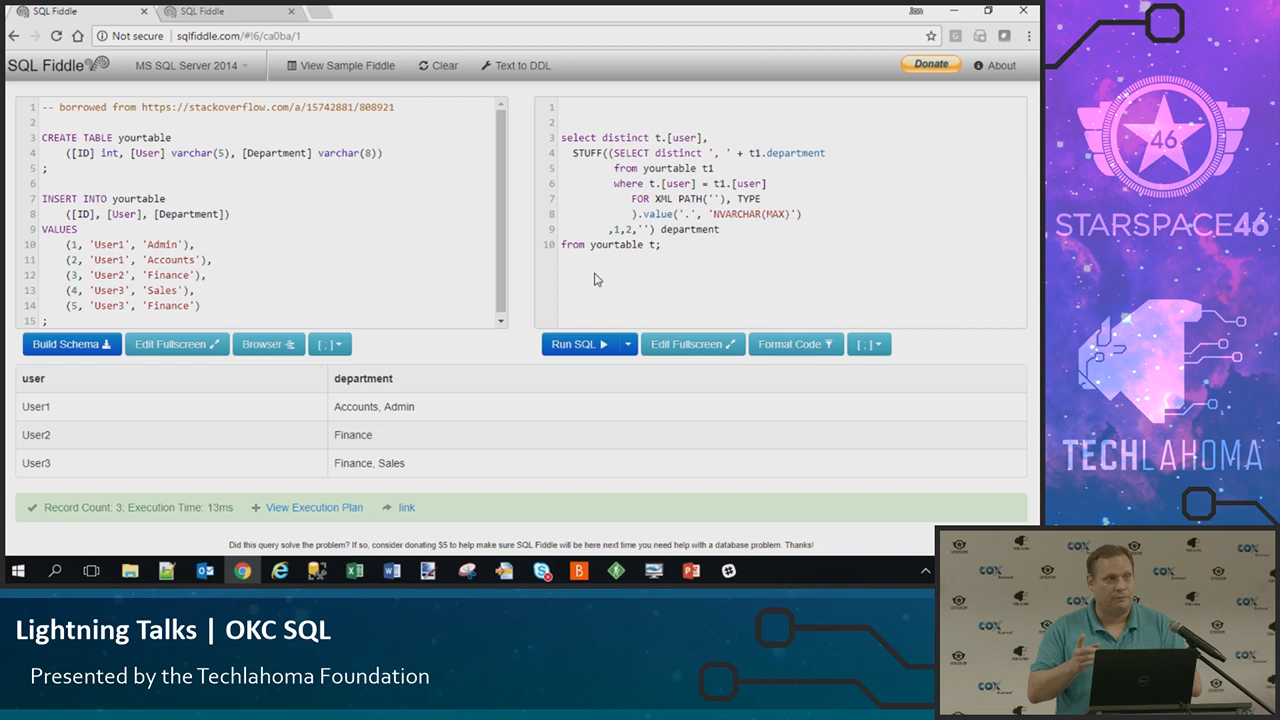 SQL Fiddle
SQL Fiddle
Jan
Not secure
sqlfiddle.com/#!6/ca0ba/1
SQL Fiddle
MS SQL Server 2014
View Sample Fiddle
Clear
Text to DDL
Donate
About
1 -- borrowed from https://stackoverflow.com/a/15742881/808921
2
3 CREATE TABLE yourtable
4 ([ID] int, [User] varchar(5), [Department] varchar(8))
5 ;
6
7 INSERT INTO yourtable
8 ([ID], [User], [Department])
9 VALUES
10 (1, 'User1', 'Admin'),
11 (2, 'User1', 'Accounts'),
12 (3, 'User2', 'Finance'),
13 (4, 'User3', 'Sales'),
14 (5, 'User3', 'Finance')
15 ;
1
2
3 select distinct t.[user],
4 STUFF((SELECT distinct ', ' + t1.department
5 from yourtable t1
6 where t.[user] = t1.[user]
7 FOR XML PATH(''), TYPE
8 ).value('.', 'NVARCHAR(MAX)')
9 ,1,2,'') department
10 from yourtable t;
Build Schema
Edit Fullscreen
Browser
[ ; ]
Run SQL
Edit Fullscreen
Format Code
[ ; ]
user department
User1 Accounts, Admin
User2 Finance
User3 Finance, Sales
Record Count: 3; Execution Time: 13ms
View Execution Plan
link
Did this query solve the problem? If so, consider donating $5 to help make sure SQL Fiddle will be here next time you need help with a database problem. Thanks!
46
STARSPACE46
TECHLAHOMA
COX
COX
COX
COX
COX
COX
COX
Lightning Talks | OKC SQL
Presented by the Techlahoma Foundation